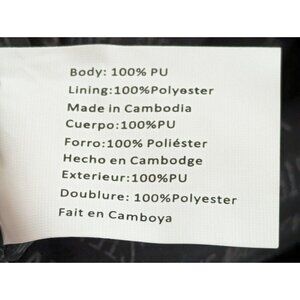 Body: 100% PU
Lining:100%Polyester
Made in Cambodia
Cuerpo:100%PU
Forro:100% Poliéster
Hecho en Cambodge
Exterieur:100%PU
Doublure: 100%Polyester
Fait en Camboya